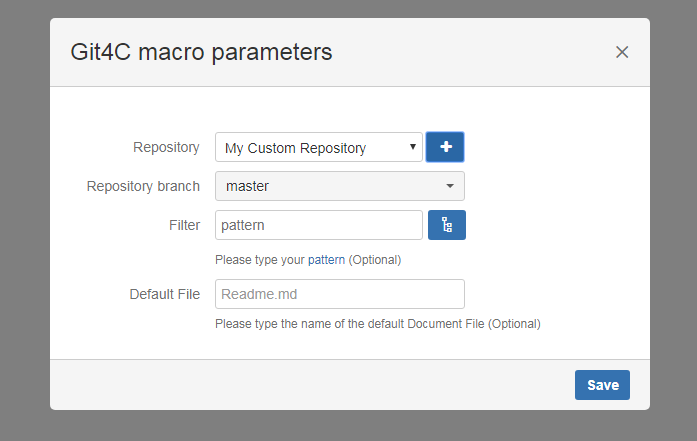 Git4C macro parameters
Repository My Custom Repository
Repository branch master
Filter pattern
Please type your pattern (Optional)
Default File Readme.md
Please type the name of the default Document File (Optional)
Save